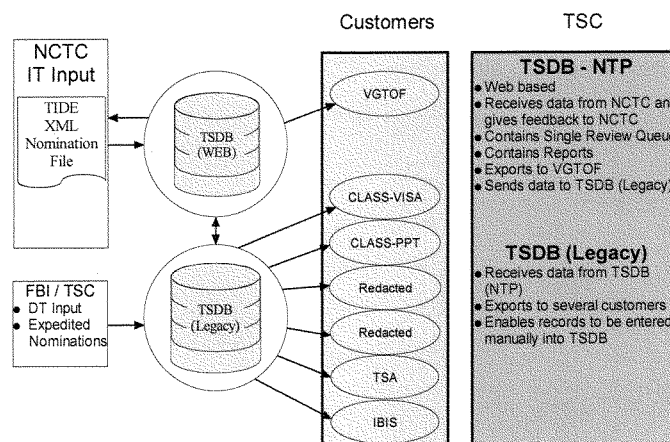 Customers
TSC
NCTC
IT Input
TIDE
XML
Nomination
File
TSDB
(WEB)
VGTOF
CLASS-VISA
CLASS-PPT
Redacted
Redacted
TSA
IBIS
FBI / TSC
● DT Input
● Expedited
Nominations
TSDB
(Legacy)
TSDB - NTP
● Web based
● Receives data from NCTC and
gives feedback to NCTC
● Contains Single Review Queue
● Contains Reports
● Exports to VGTOF
● Sends data to TSDB (Legacy)
TSDB (Legacy)
● Receives data from TSDB
(NTP)
● Exports to several customers
● Enables records to be entered
manually into TSDB